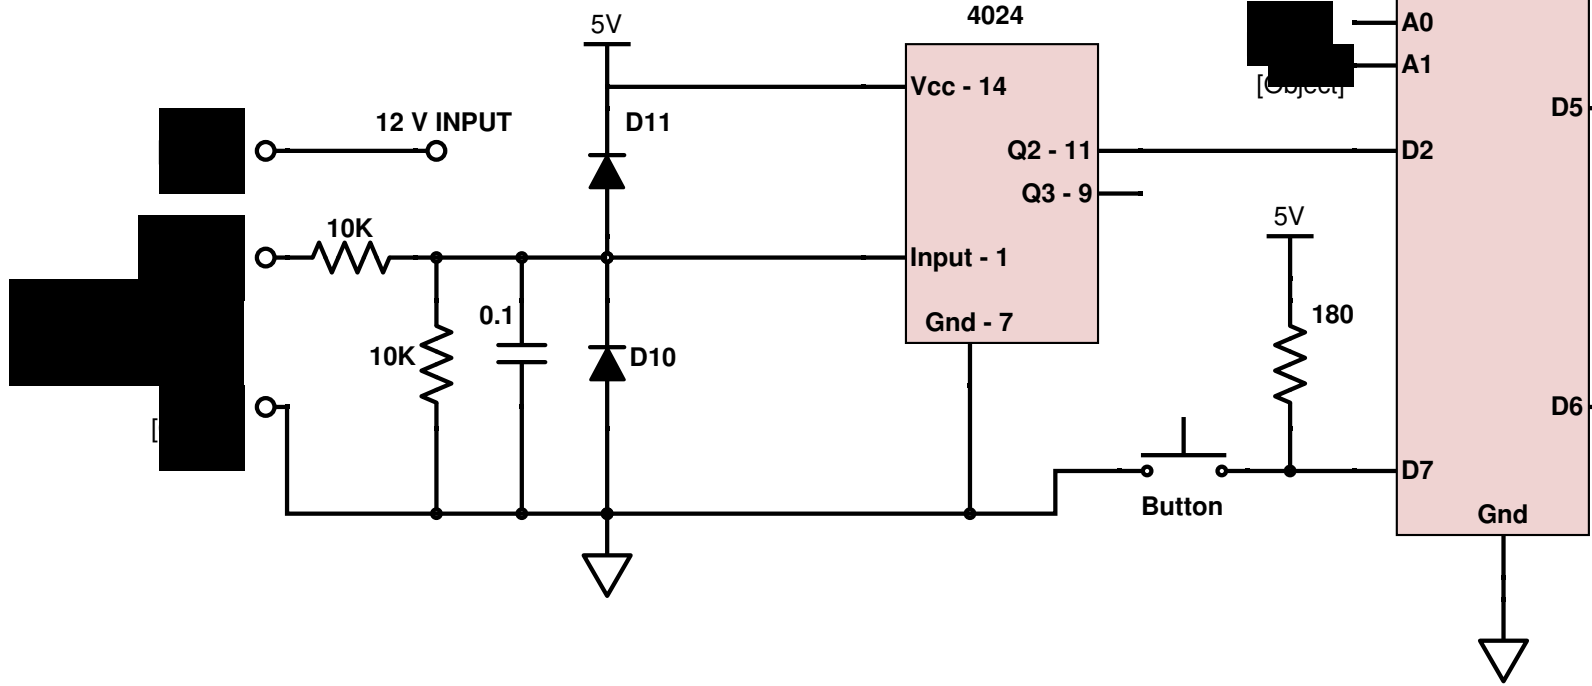 4024
5V
A0
A1
[Object]
Vcc - 14
D5
12 V INPUT
D11
Q2 - 11
D2
Q3 - 9
5V
10K
Input - 1
0.1
180
Gnd - 7
10K
D10
D6
[
D7
Button
Gnd